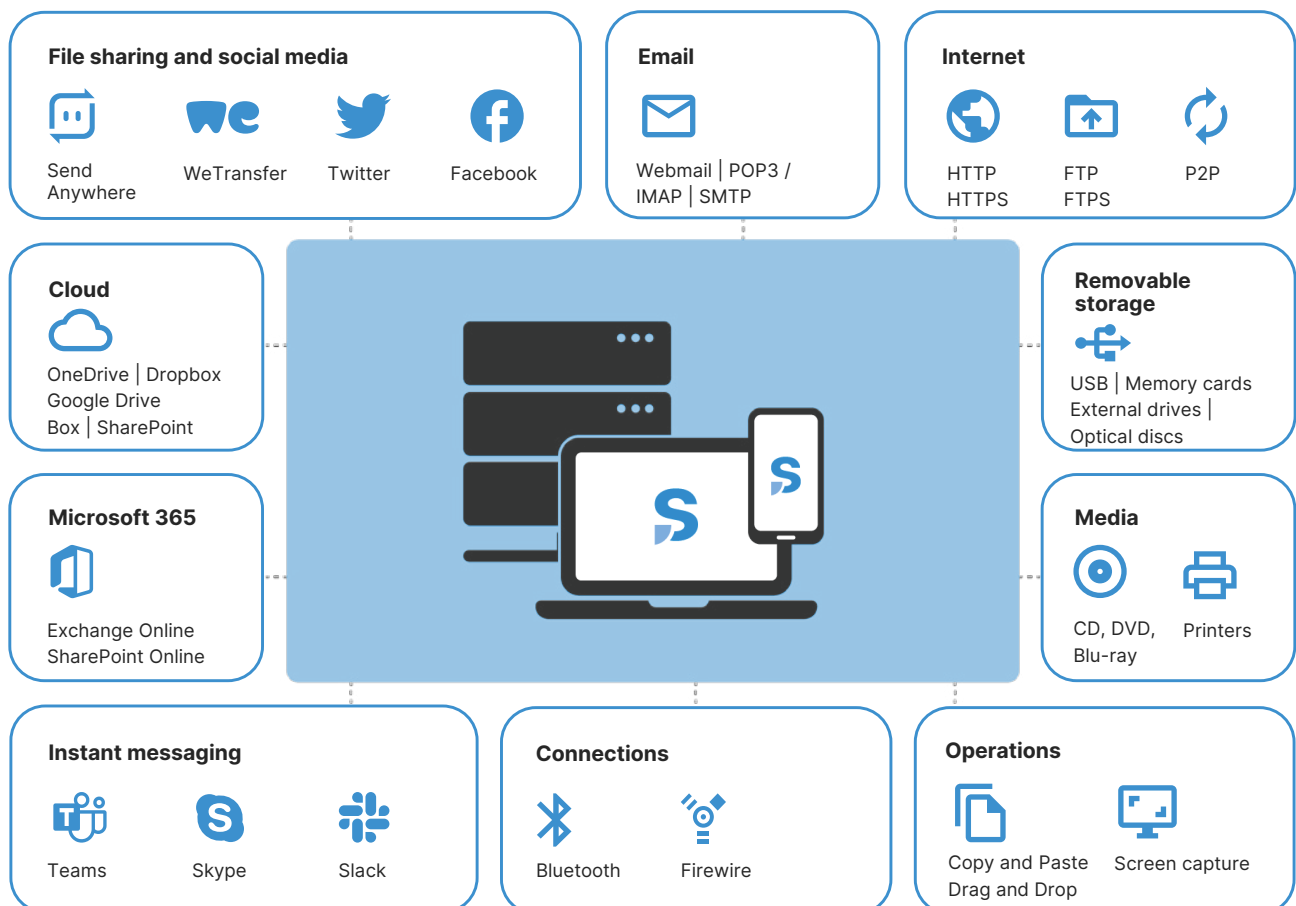 File sharing and social media
Send
Anywhere
WeTransfer
Twitter
Facebook
Email
Webmail | POP3 /
IMAP | SMTP
Internet
HTTP
HTTPS
FTP
FTPS
P2P
Cloud
OneDrive | Dropbox
Google Drive
Box | SharePoint
Removable
storage
USB | Memory cards
External drives |
Optical discs
Microsoft 365
Exchange Online
SharePoint Online
Media
CD, DVD,
Blu-ray
Printers
Instant messaging
Teams
Skype
Slack
Connections
Bluetooth
Firewire
Operations
Copy and Paste
Drag and Drop
Screen capture